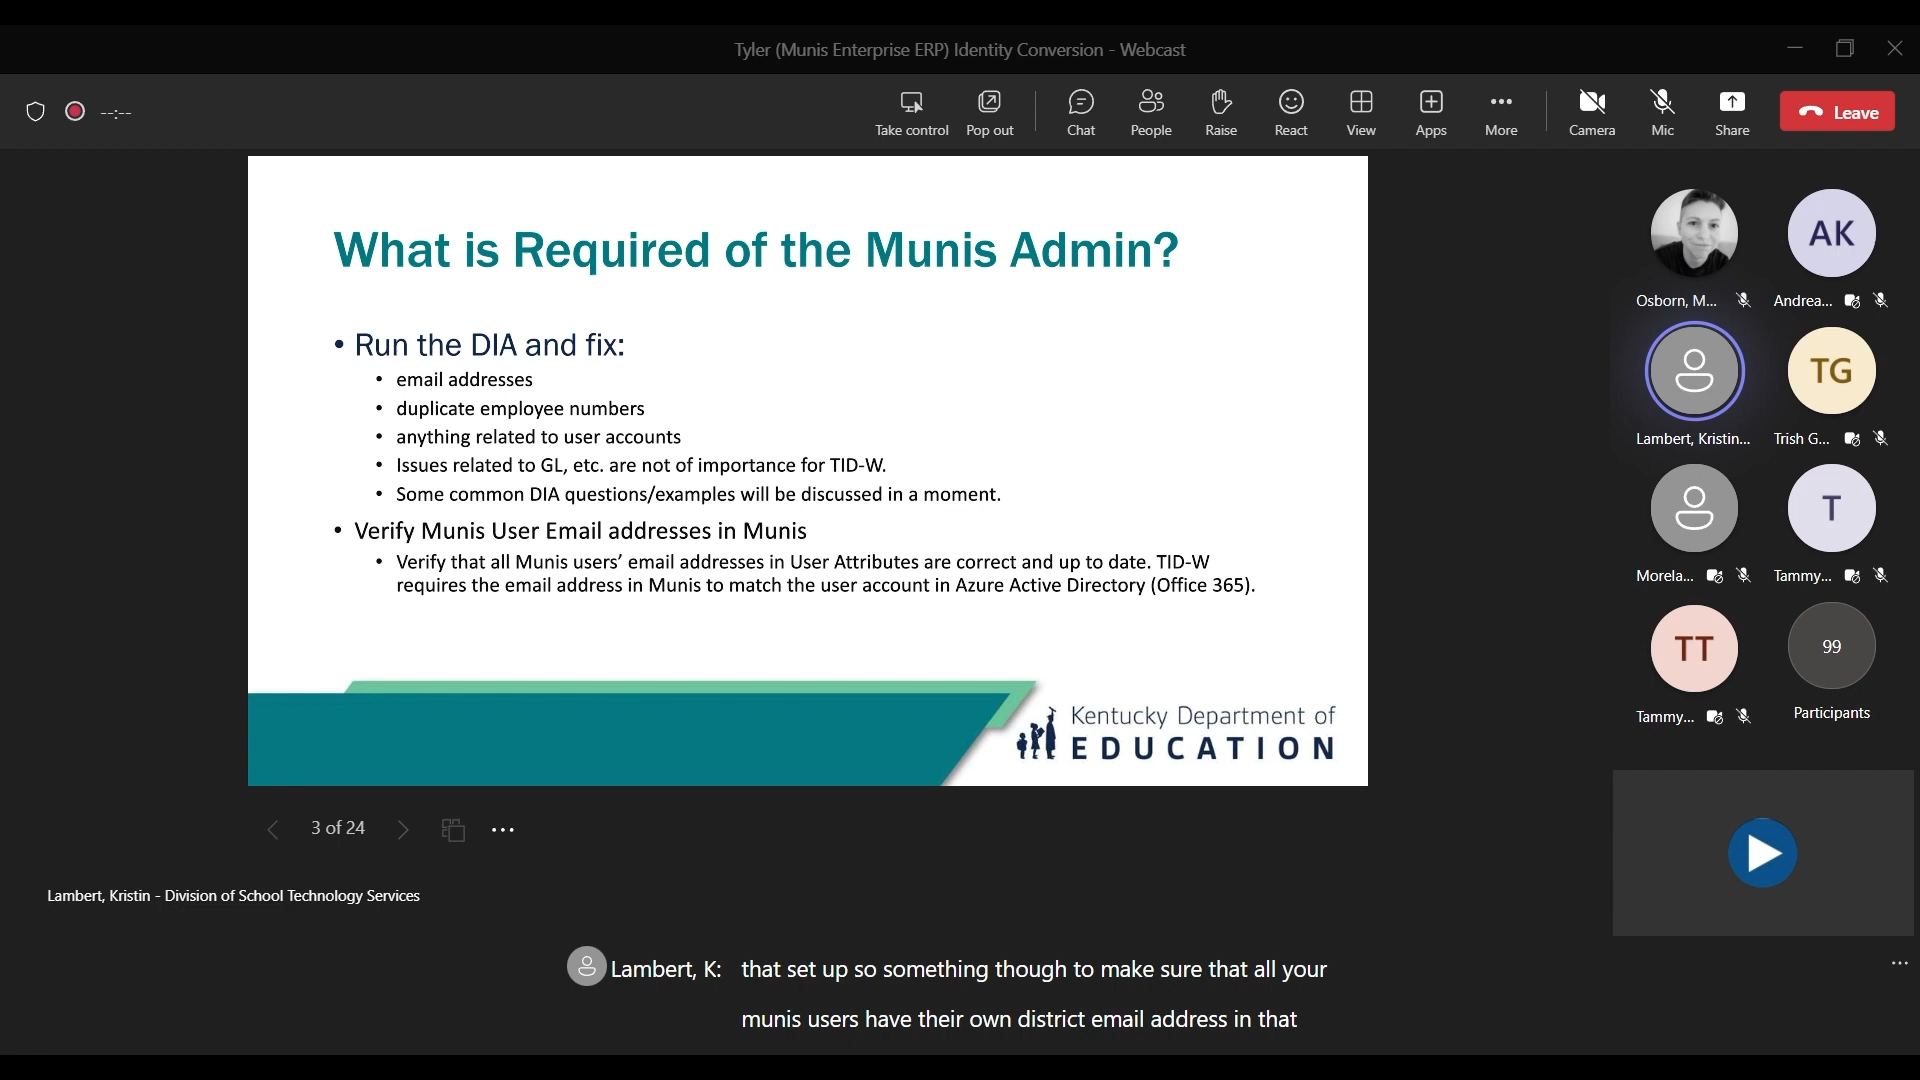 Tyler (Munis Enterprise ERP) Identity Conversion - Webcast
--:--
Take control
Pop out
Chat
People
Raise
React
View
Apps
More
Camera
Mic
Share
Leave
What is Required of the Munis Admin?
• Run the DIA and fix:
• email addresses
• duplicate employee numbers
• anything related to user accounts
• Issues related to GL, etc. are not of importance for TID-W.
• Some common DIA questions/examples will be discussed in a moment.
• Verify Munis User Email addresses in Munis
• Verify that all Munis users’ email addresses in User Attributes are correct and up to date. TID-W
requires the email address in Munis to match the user account in Azure Active Directory (Office 365).
Kentucky Department of
EDUCATION
Osborn, M...
AK
Andrea...
Lambert, Kristin...
TG
Trish G...
Morela...
T
Tammy...
TT
Tammy...
99
Participants
3 of 24
Lambert, Kristin - Division of School Technology Services
Lambert, K: that set up so something though to make sure that all your
munis users have their own district email address in that